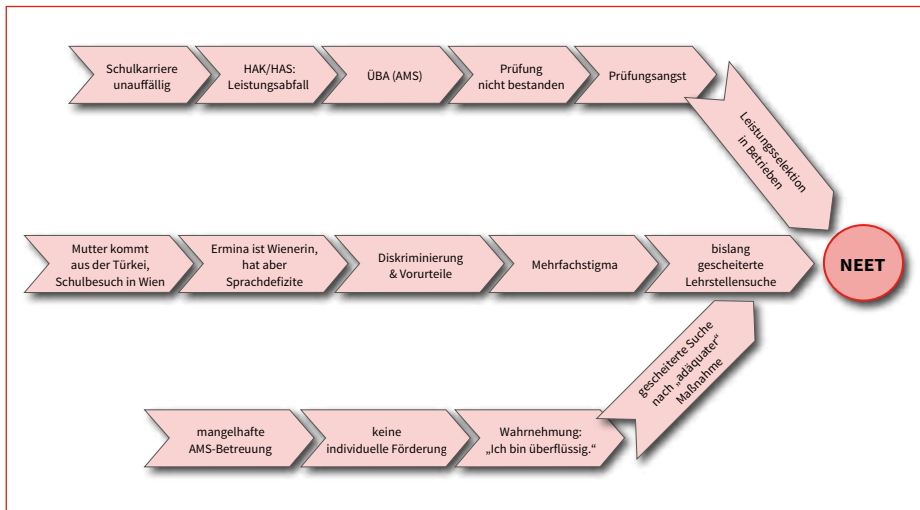 Schulkarriere
unauffällig
HAK/HAS:
Leistungsabfall
ÜBA (AMS)
Prüfung
nicht bestanden
Prüfungsangst
Leistungsselektion
in Betrieben
Mutter kommt
aus der Türkei,
Schulbesuch in Wien
Ermina ist Wienerin,
hat aber
Sprachdefizite
Diskriminierung
& Vorurteile
Mehrfachstigma
bislang
gescheiterte
Lehrstellensuche
NEET
gescheiterte Suche
nach „adäquater“
Maßnahme
mangelhafte
AMS-Betreuung
keine
individuelle Förderung
Wahrnehmung:
„Ich bin überflüssig.“